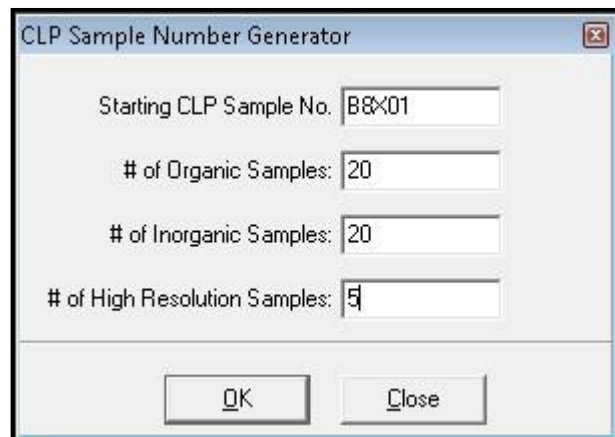 CLP Sample Number Generator
Starting CLP Sample No. B8X01
# of Organic Samples: 20
# of Inorganic Samples: 20
# of High Resolution Samples: 5
OK Close